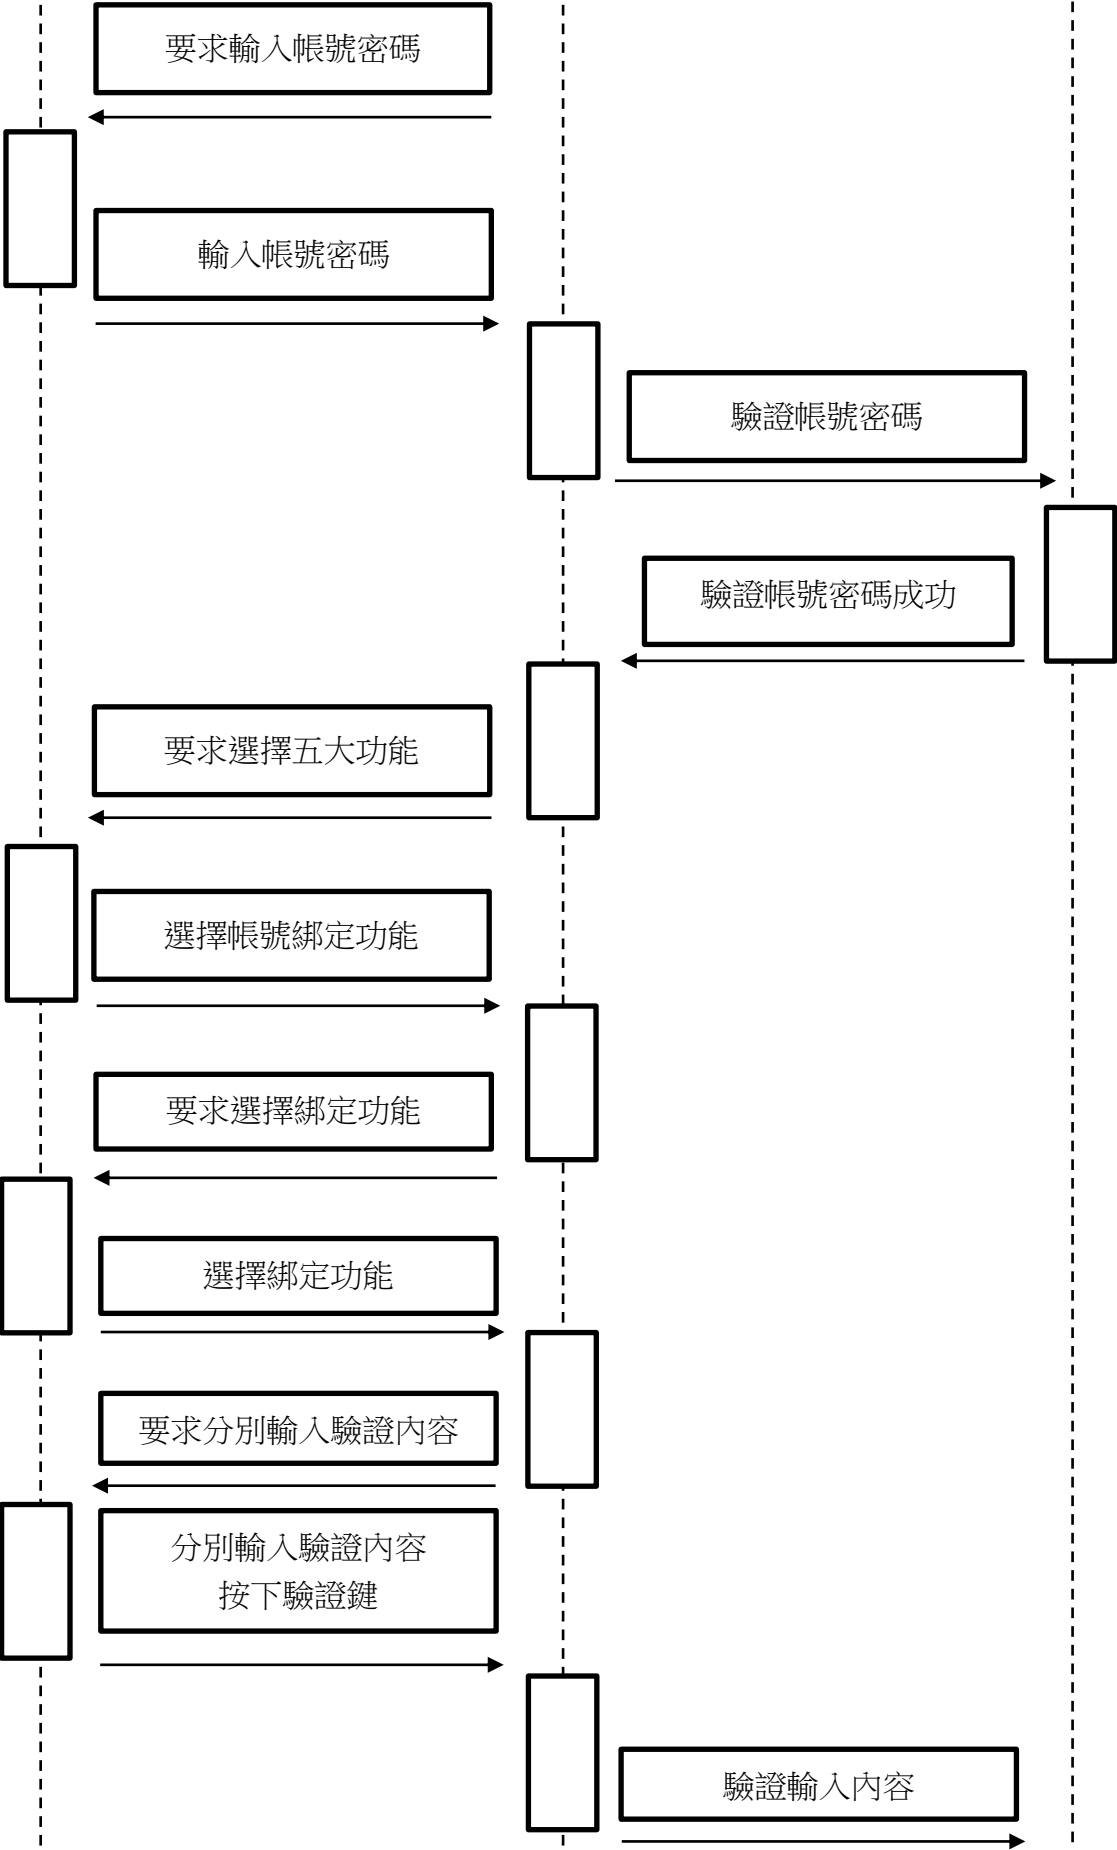 要求輸入帳號密碼
輸入帳號密碼
驗證帳號密碼
驗證帳號密碼成功
要求選擇五大功能
選擇帳號綁定功能
要求選擇綁定功能
選擇綁定功能
要求分別輸入驗證內容
分別輸入驗證內容
按下驗證鍵
驗證輸入內容